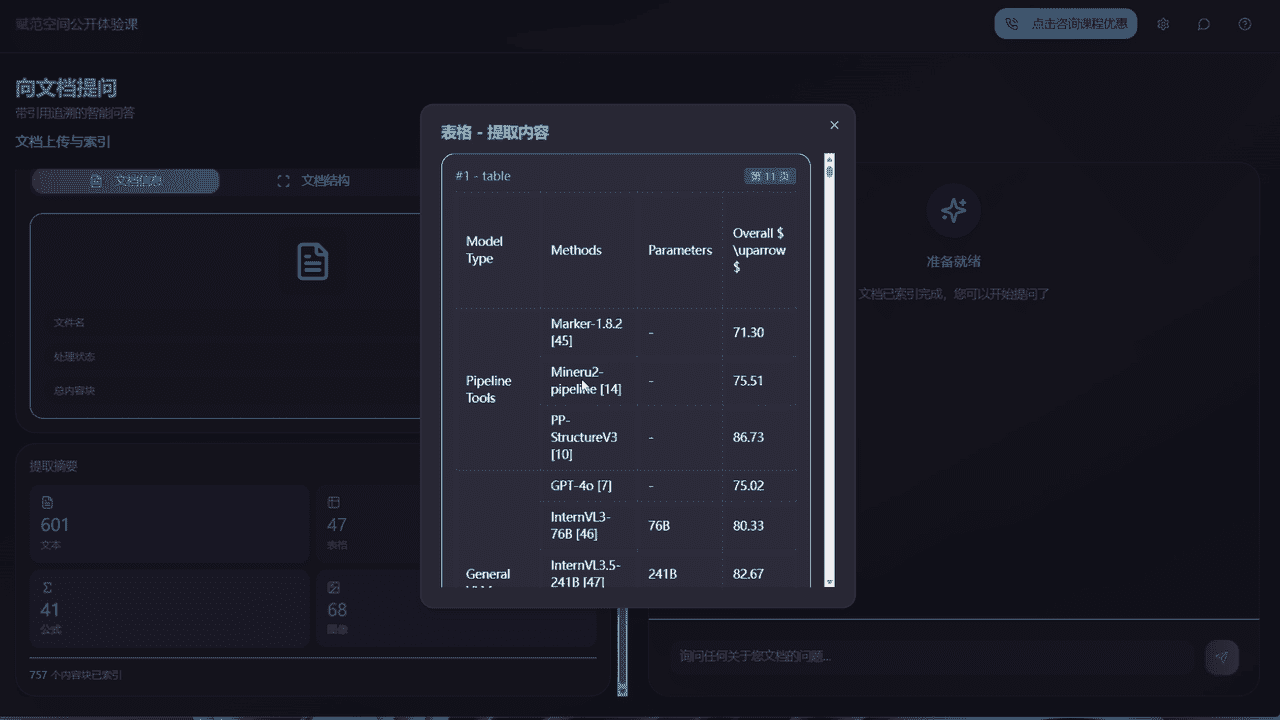 赋范空间公开体验课
点击咨询课程优惠
向文档提问
带引用追溯的智能问答
文档上传与索引
文档信息
文档结构
文件名
处理状态
总内容块
提取摘要
601
文本
47
表格
41
公式
68
图像
757 个内容块已索引
表格 - 提取内容
#1 - table
第 11 页
Model Type
Methods
Parameters
Overall $ \uparrow $
Pipeline Tools
Marker-1.8.2 [45]
-
71.30
Mineru2-pipeline [14]
-
75.51
PP-StructureV3 [10]
-
86.73
General
GPT-4o [7]
-
75.02
InternVL3-76B [46]
76B
80.33
InternVL3.5-241B [47]
241B
82.67
准备就绪
文档已索引完成，您可以开始提问了
询问任何关于您文档的问题...